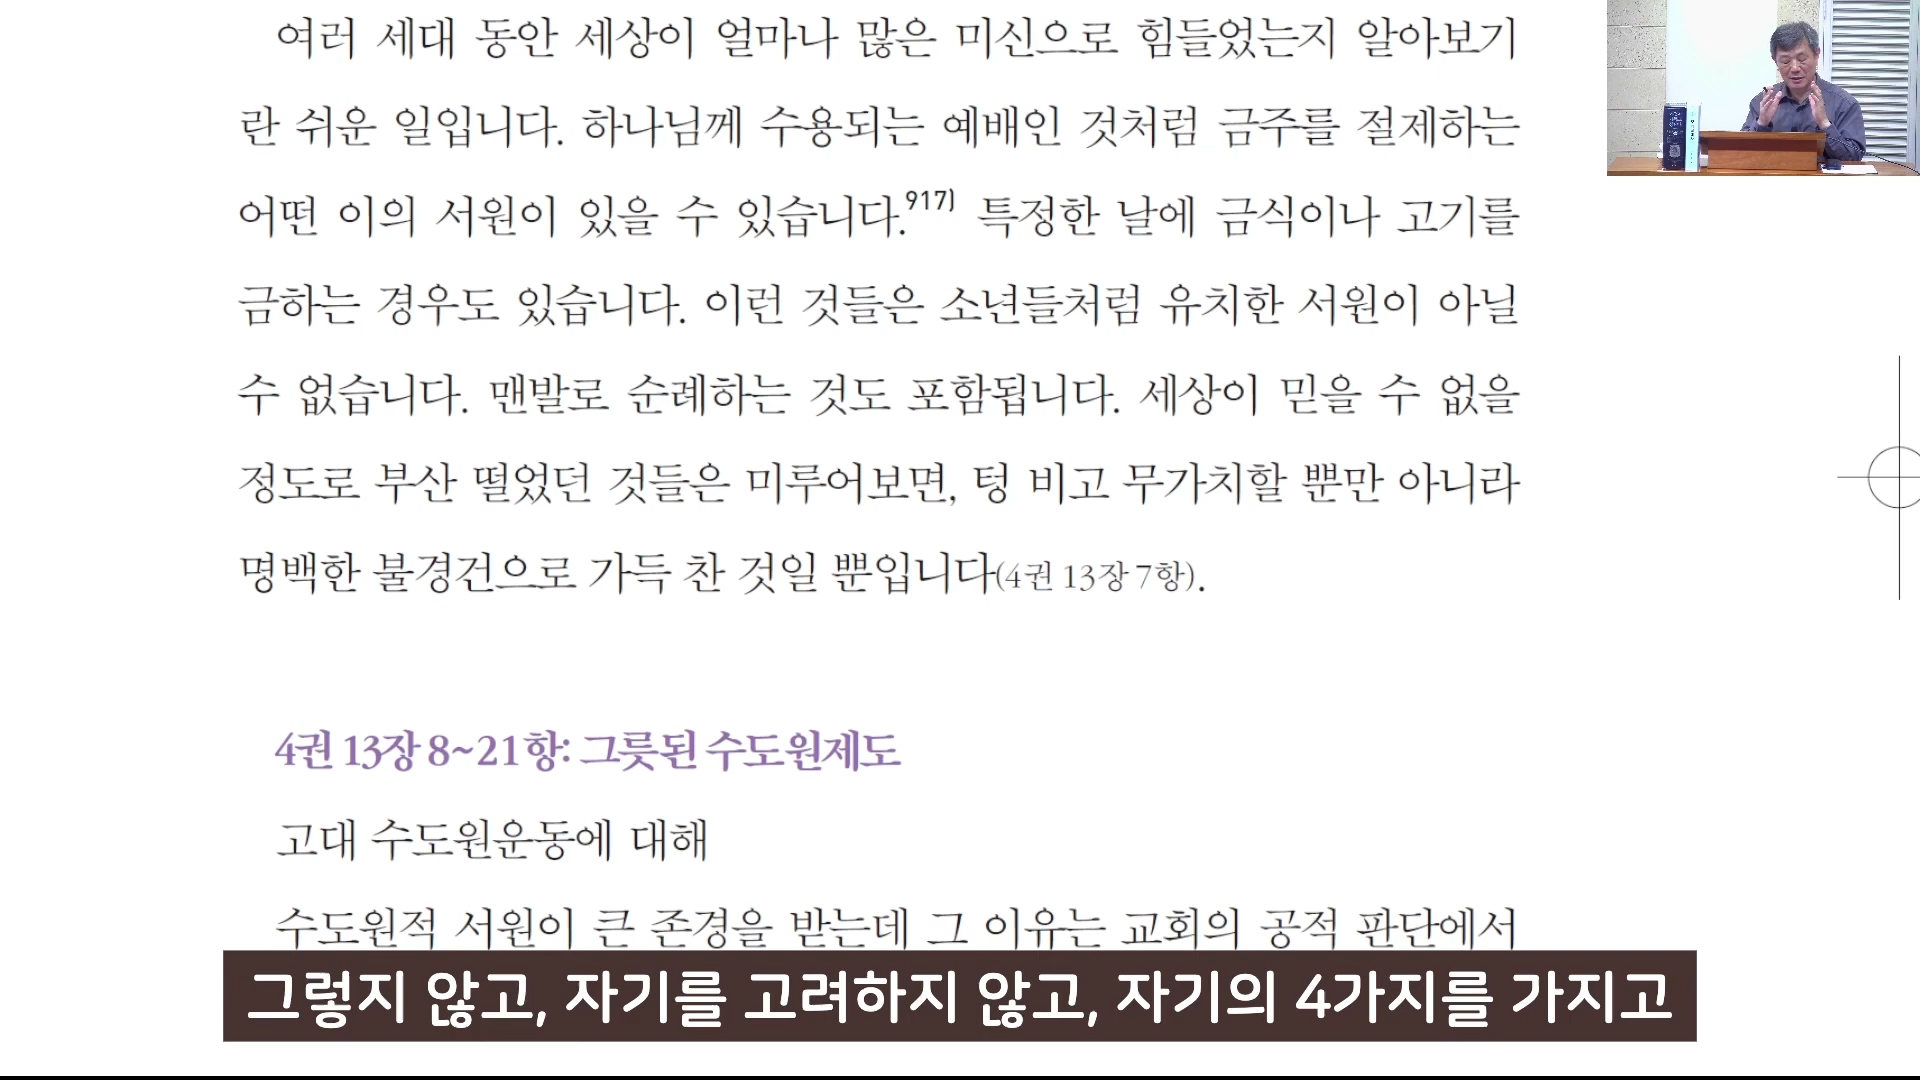 여러 세대 동안 세상이 얼마나 많은 미신으로 힘들었는지 알아보기
란 쉬운 일입니다. 하나님께 수용되는 예배인 것처럼 금주를 절제하는
어떤 이의 서원이 있을 수 있습니다.917) 특정한 날에 금식이나 고기를
금하는 경우도 있습니다. 이런 것들은 소년들처럼 유치한 서원이 아닐
수 없습니다. 맨발로 순례하는 것도 포함됩니다. 세상이 믿을 수 없을
정도로 부산 떨었던 것들은 미루어보면, 텅 비고 무가치할 뿐만 아니라
명백한 불경건으로 가득 찬 것일 뿐입니다(4권 13장 7항).
4권 13장 8~21항: 그릇된 수도원제도
고대 수도원운동에 대해
수도원적 서원이 큰 존경을 받는데 그 이유는 교회의 공적 판단에서
그렇지 않고, 자기를 고려하지 않고, 자기의 4가지를 가지고